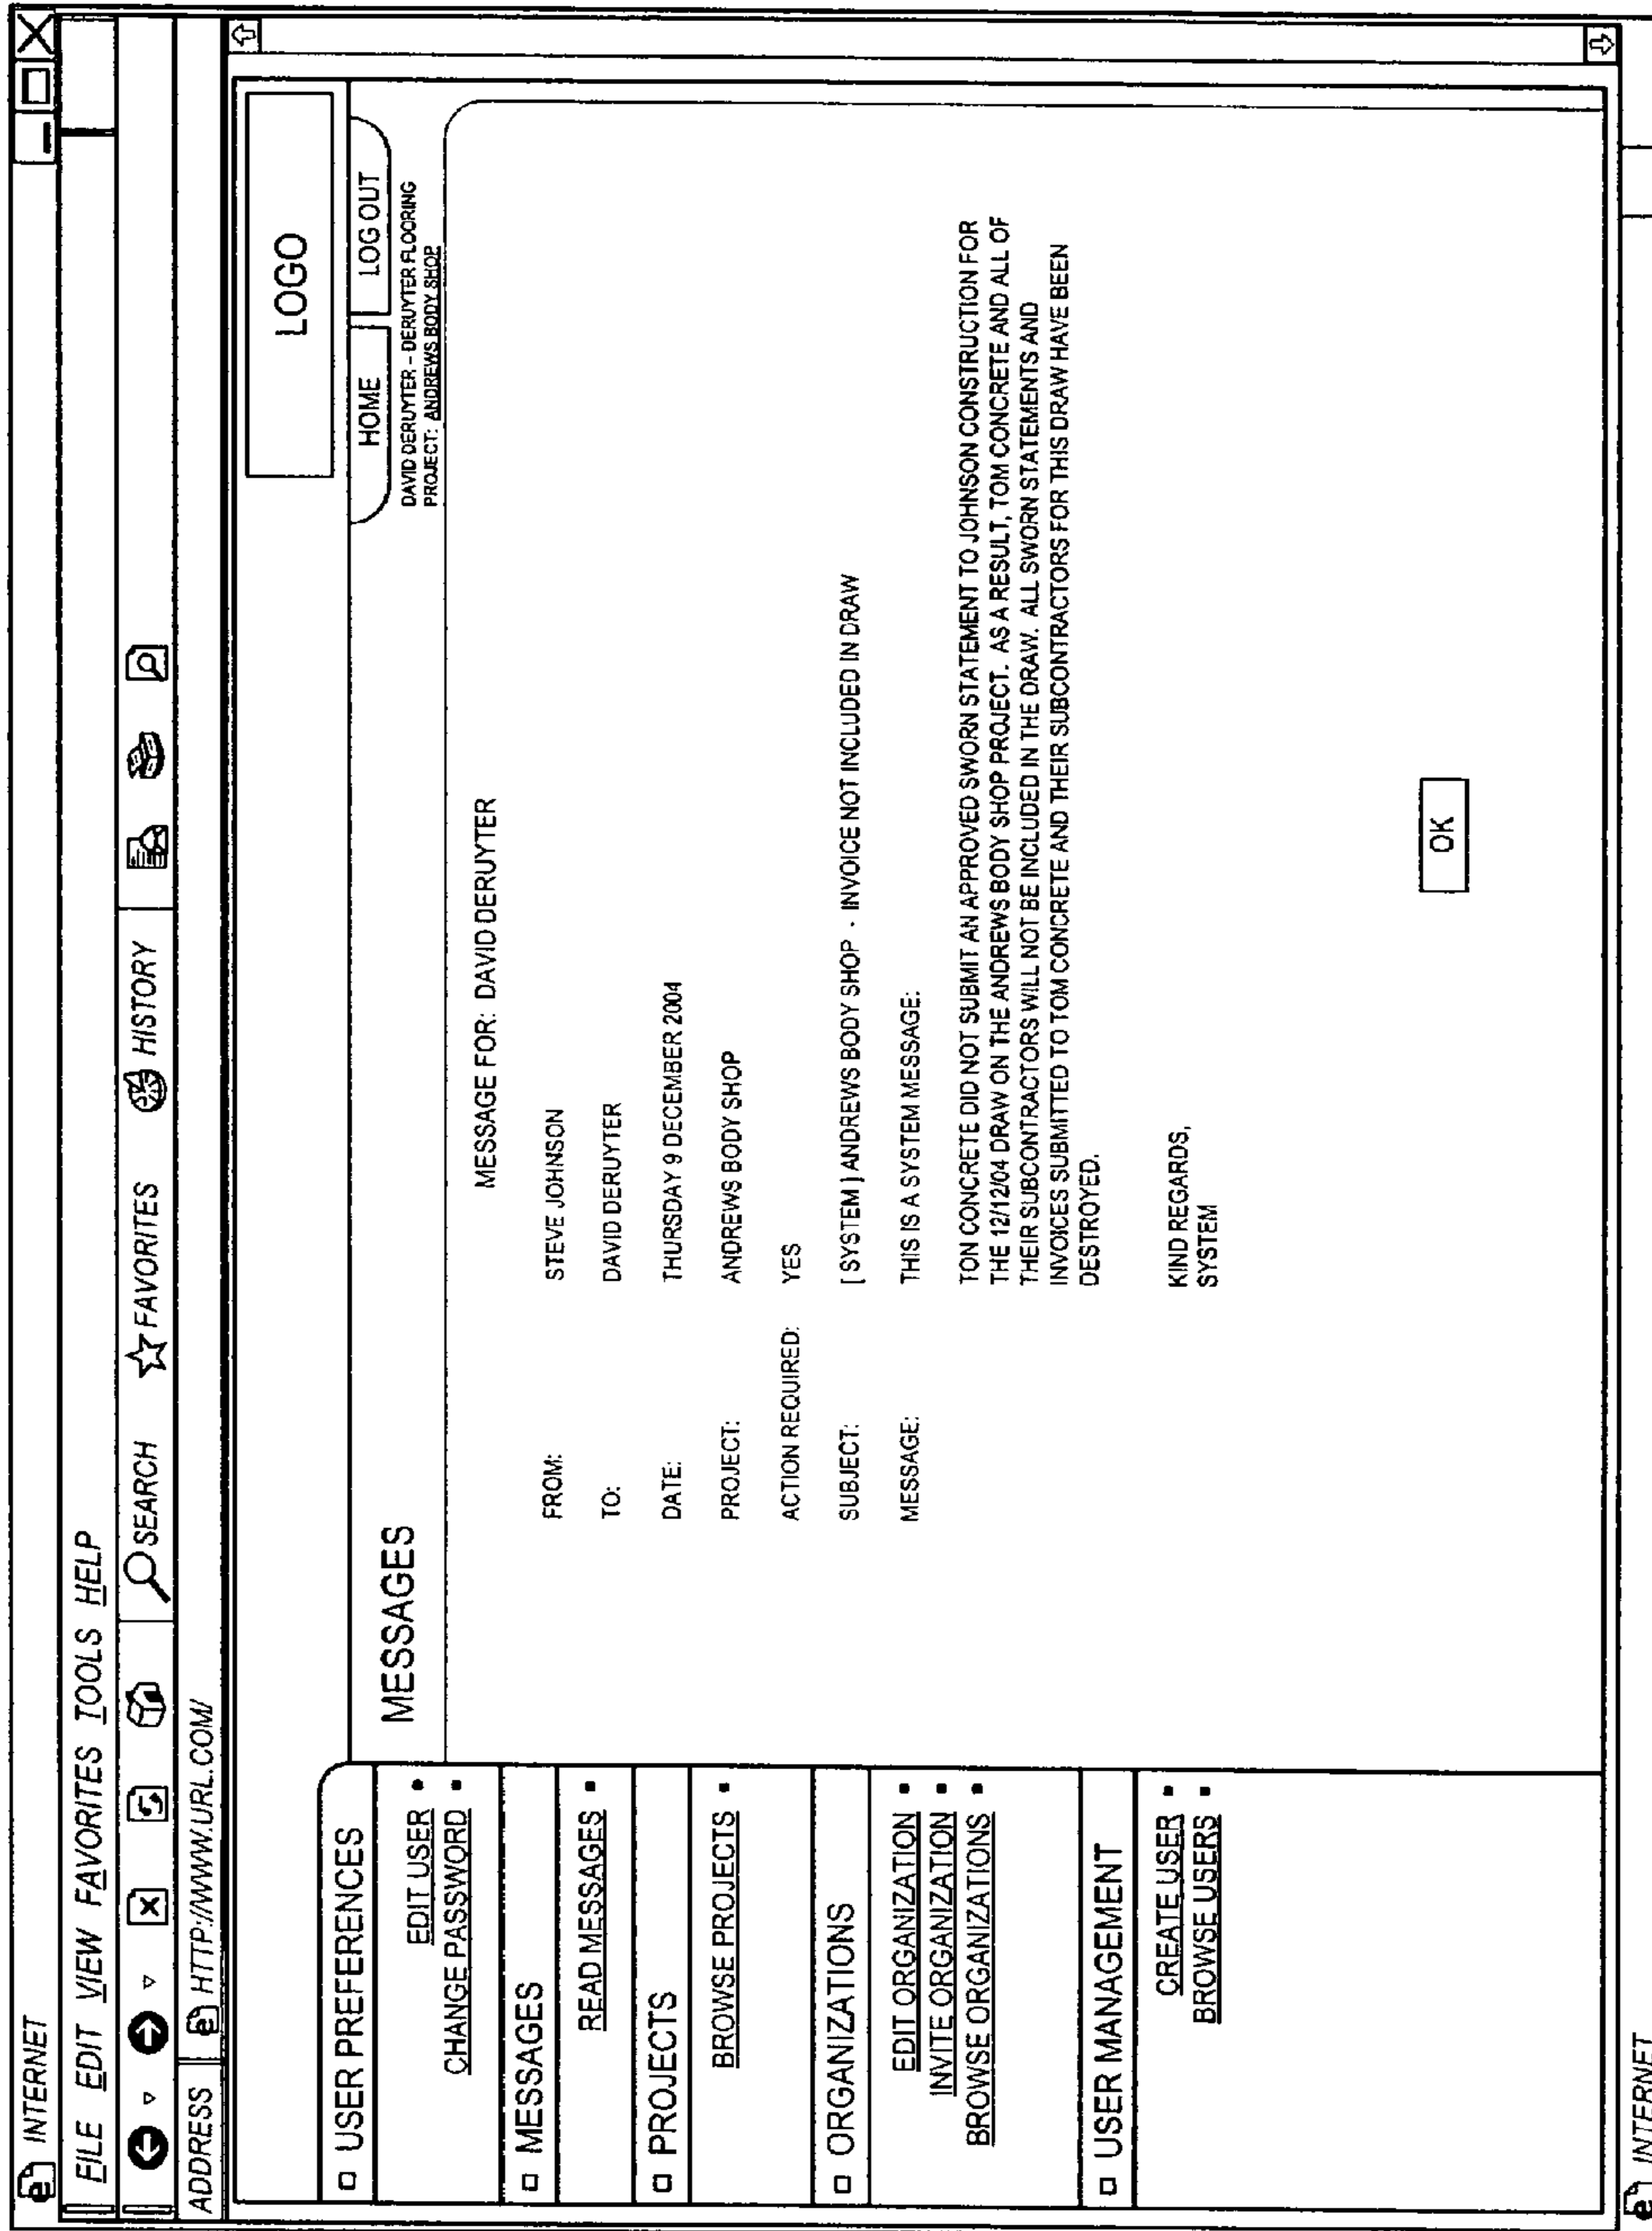 INTERNET
FILE EDIT VIEW FAVORITES TOOLS HELP
SEARCH FAVORITES HISTORY
ADDRESS HTTP://WWW.URL.COM/
LOGO
HOME LOG OUT
DAVID DERUYTER – DERUYTER FLOORING
PROJECT: ANDREWS BODY SHOP
USER PREFERENCES
EDIT USER
CHANGE PASSWORD
MESSAGES
READ MESSAGES
PROJECTS
BROWSE PROJECTS
ORGANIZATIONS
EDIT ORGANIZATION
INVITE ORGANIZATION
BROWSE ORGANIZATIONS
USER MANAGEMENT
CREATE USER
BROWSE USERS
MESSAGES
MESSAGE FOR: DAVID DERUYTER
FROM: STEVE JOHNSON
TO: DAVID DERUYTER
DATE: THURSDAY 9 DECEMBER 2004
PROJECT: ANDREWS BODY SHOP
ACTION REQUIRED: YES
SUBJECT: [ SYSTEM ] ANDREWS BODY SHOP - INVOICE NOT INCLUDED IN DRAW
MESSAGE: THIS IS A SYSTEM MESSAGE:
TON CONCRETE DID NOT SUBMIT AN APPROVED SWORN STATEMENT TO JOHNSON CONSTRUCTION FOR
THE 12/12/04 DRAW ON THE ANDREWS BODY SHOP PROJECT. AS A RESULT, TOM CONCRETE AND ALL OF
THEIR SUBCONTRACTORS WILL NOT BE INCLUDED IN THE DRAW. ALL SWORN STATEMENTS AND
INVOICES SUBMITTED TO TOM CONCRETE AND THEIR SUBCONTRACTORS FOR THIS DRAW HAVE BEEN
DESTROYED.
KIND REGARDS,
SYSTEM
OK
INTERNET